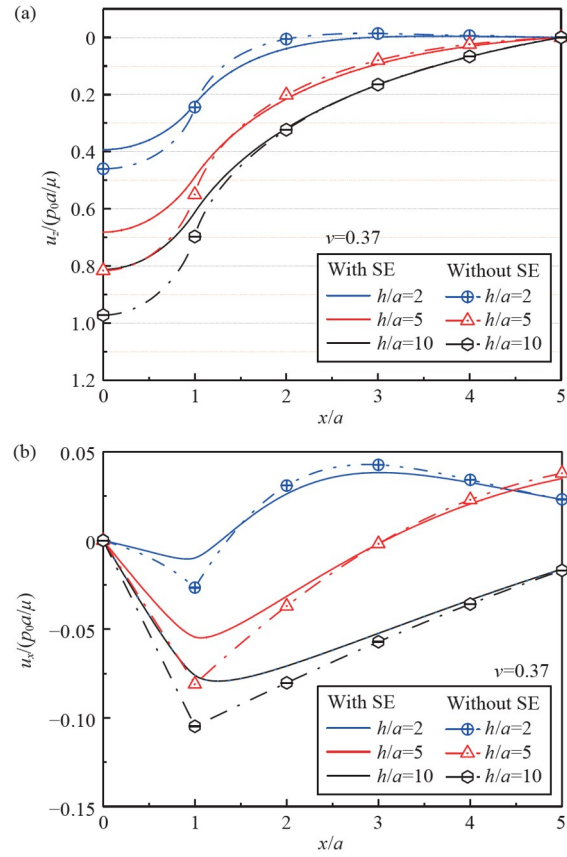 (a)
0
0.2
0.4
0.6
0.8
1.0
1.2
u_z/(p_0a/μ)
ν=0.37
With SE Without SE
h/a=2 h/a=2
h/a=5 h/a=5
h/a=10 h/a=10
0 1 2 3 4 5
x/a
(b)
0.05
0
−0.05
−0.10
−0.15
u_x/(p_0a/μ)
ν=0.37
With SE Without SE
h/a=2 h/a=2
h/a=5 h/a=5
h/a=10 h/a=10
0 1 2 3 4 5
x/a